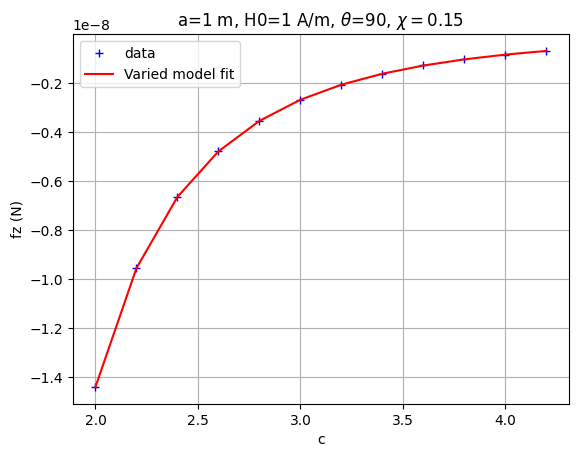 a=1 m, H0=1 A/m, θ=90, χ = 0.15
1e−8
data
Varied model fit
−0.2
−0.4
−0.6
−0.8
−1.0
−1.2
−1.4
fz (N)
2.0 2.5 3.0 3.5 4.0
c